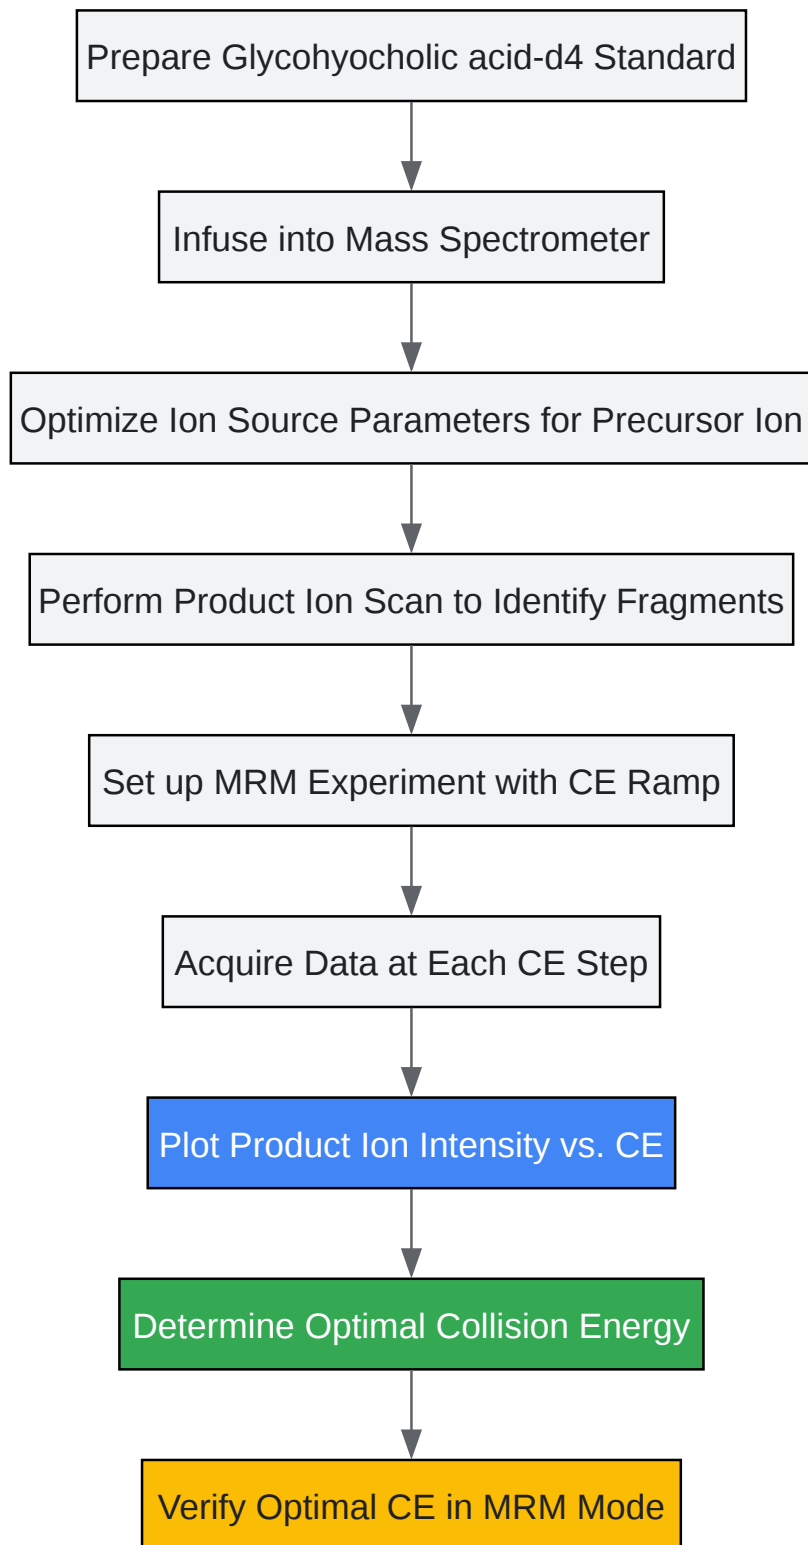 Prepare Glycohyocholic acid-d4 Standard
Infuse into Mass Spectrometer
Optimize Ion Source Parameters for Precursor Ion
Perform Product Ion Scan to Identify Fragments
Set up MRM Experiment with CE Ramp
Acquire Data at Each CE Step
Plot Product Ion Intensity vs. CE
Determine Optimal Collision Energy
Verify Optimal CE in MRM Mode